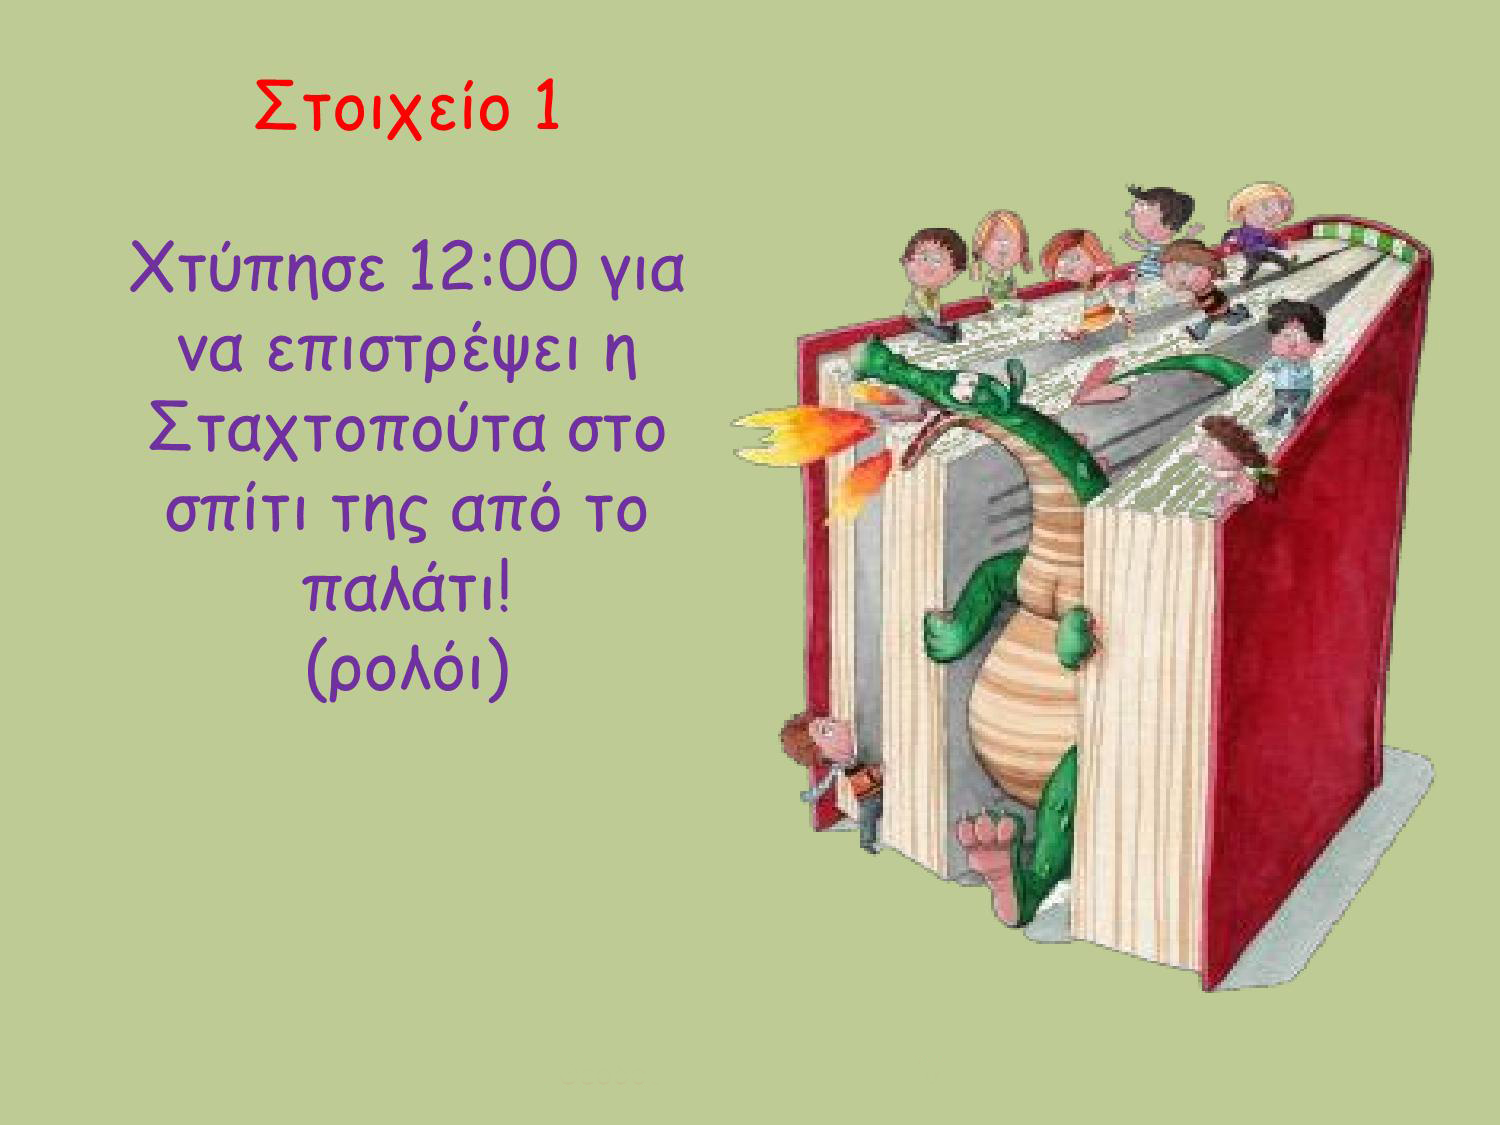 Στοιχείο 1
Χτύπησε 12:00 για
να επιστρέψει η
Σταχτοπούτα στο
σπίτι της από το
παλάτι!
(ρολόι)